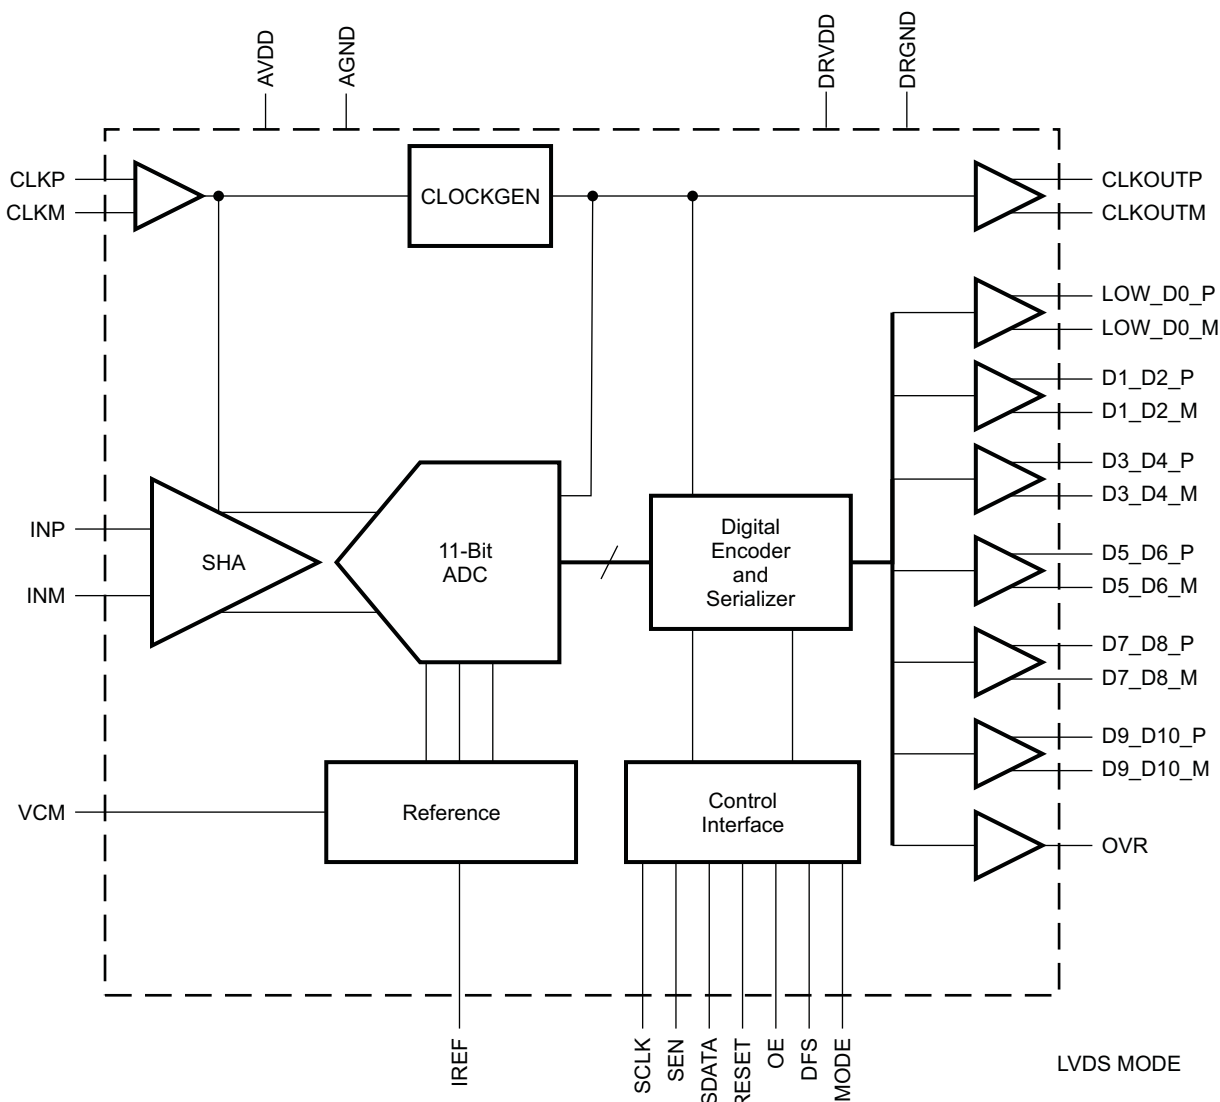 AVDD
AGND
DRVDD
DRGND
CLKP
CLKM
CLOCKGEN
CLKOUTP
CLKOUTM
LOW_D0_P
LOW_D0_M
D1_D2_P
D1_D2_M
D3_D4_P
D3_D4_M
INP
INM
SHA
11-Bit
ADC
Digital
Encoder
and
Serializer
D5_D6_P
D5_D6_M
D7_D8_P
D7_D8_M
D9_D10_P
D9_D10_M
VCM
Reference
Control
Interface
OVR
IREF
SCLK
SEN
SDATA
RESET
OE
DFS
MODE
LVDS MODE